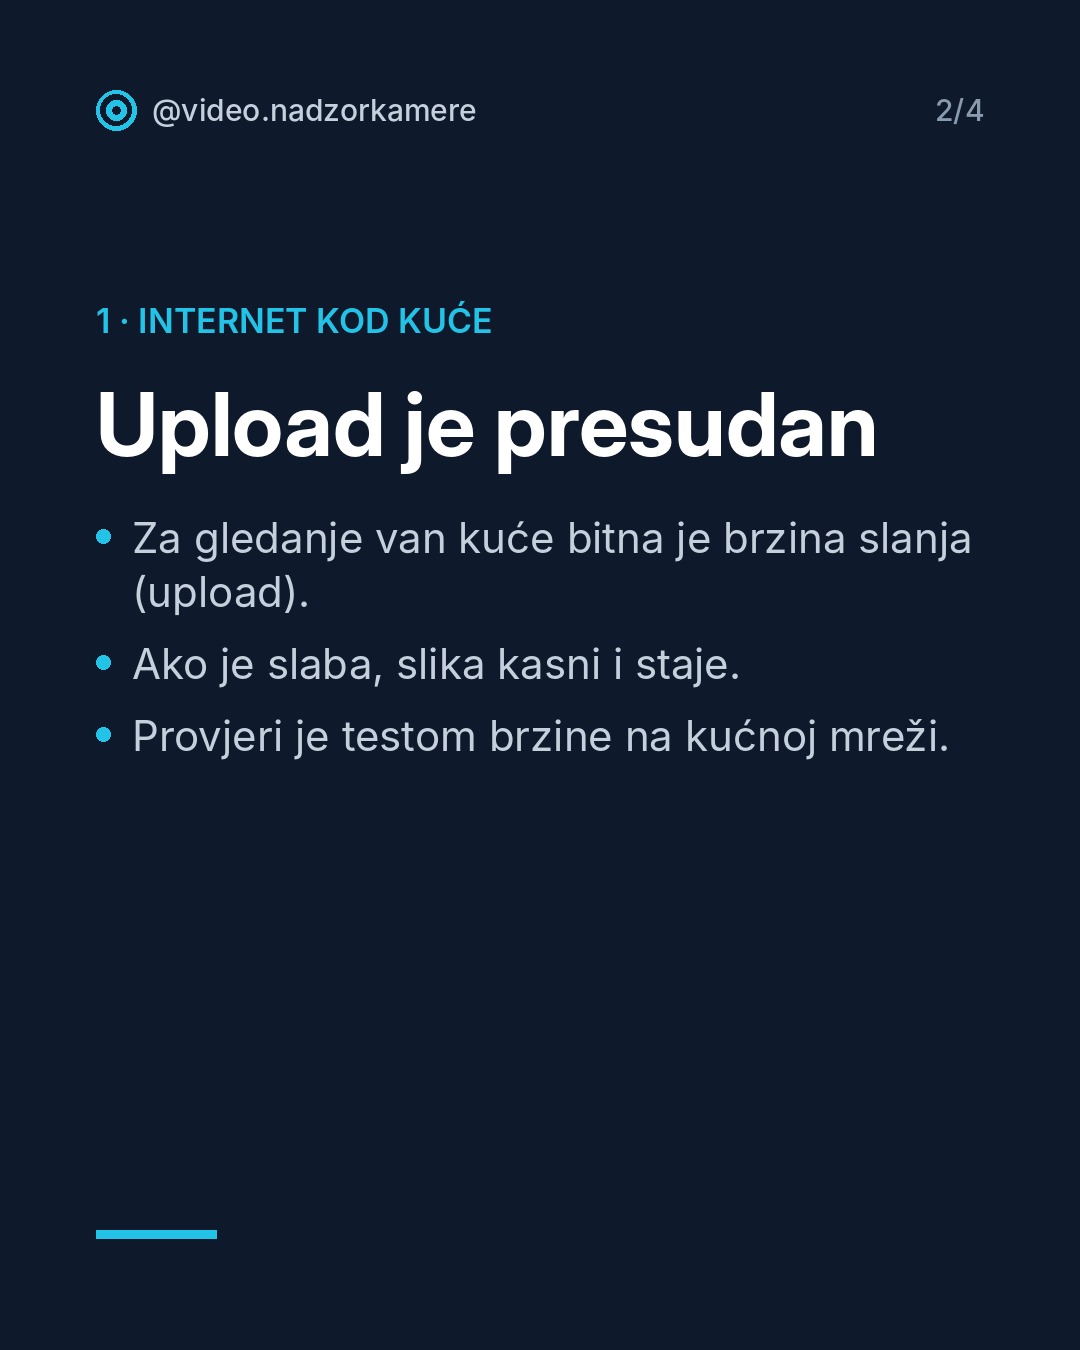 @video.nadzorkamere
2/4
1 · INTERNET KOD KUĆE
Upload je presudan
• Za gledanje van kuće bitna je brzina slanja
(upload).
• Ako je slaba, slika kasni i staje.
• Provjeri je testom brzine na kućnoj mreži.